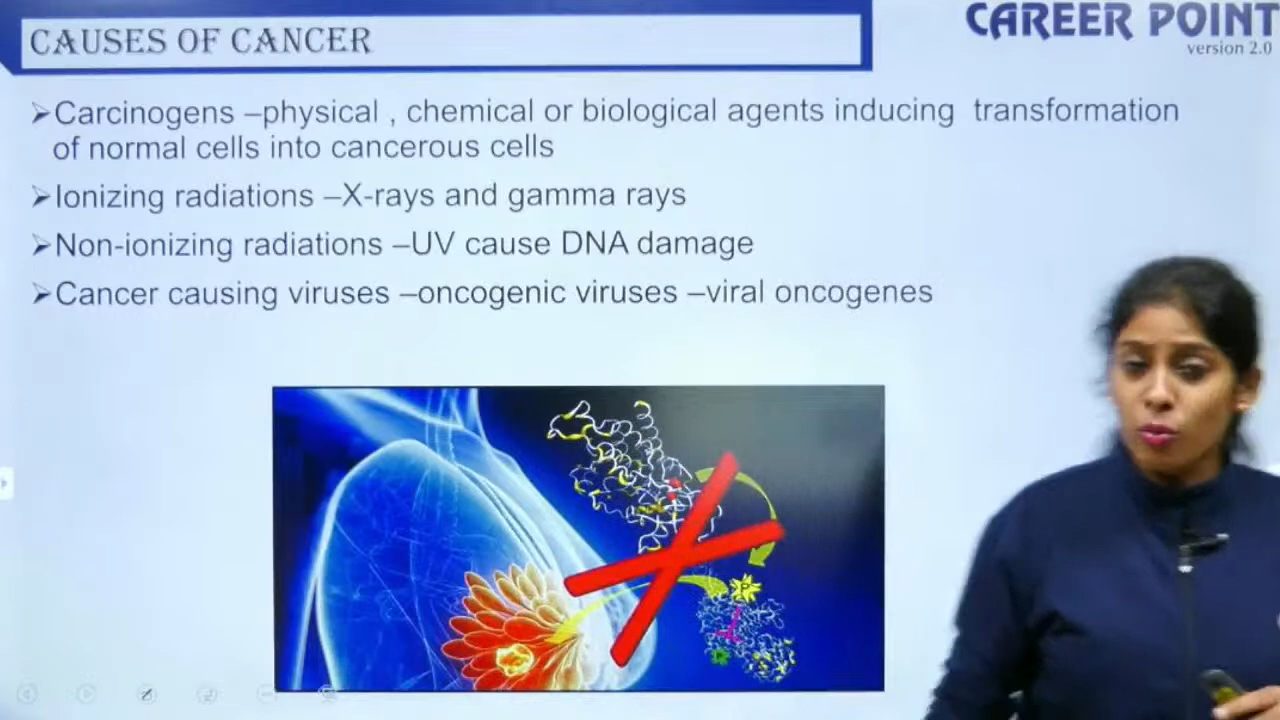 CAUSES OF CANCER
CAREER POINT
version 2.0
➢Carcinogens –physical , chemical or biological agents inducing transformation
of normal cells into cancerous cells
➢Ionizing radiations –X-rays and gamma rays
➢Non-ionizing radiations –UV cause DNA damage
➢Cancer causing viruses –oncogenic viruses –viral oncogenes
P